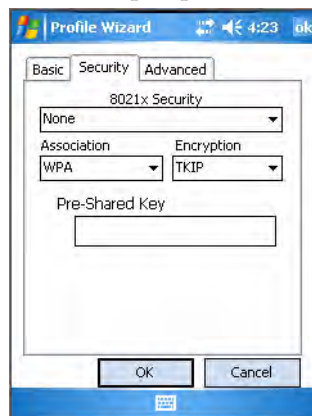 Profile Wizard 4:23 ok
Basic Security Advanced
8021x Security
None
Association Encryption
WPA TKIP
Pre-Shared Key
OK Cancel